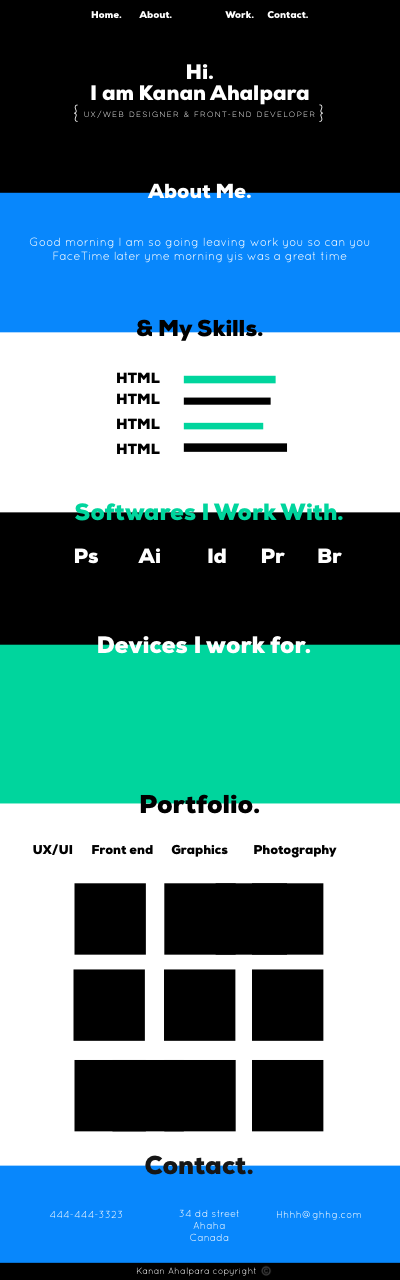 Home. About. Work. Contact.
Hi.
I am Kanan Ahalpara
{ UX/WEB DESIGNER & FRONT-END DEVELOPER }
About Me.
Good morning I am so going leaving work you so can you
FaceTime later yme morning yis was a great time
& My Skills.
HTML
HTML
HTML
HTML
Softwares I Work With.
Ps Ai Id Pr Br
Devices I work for.
Portfolio.
UX/UI Front end Graphics Photography
Contact.
444-444-3323
34 dd street
Ahaha
Canada
Hhhh@ghhg.com
Kanan Ahalpara copyright ©